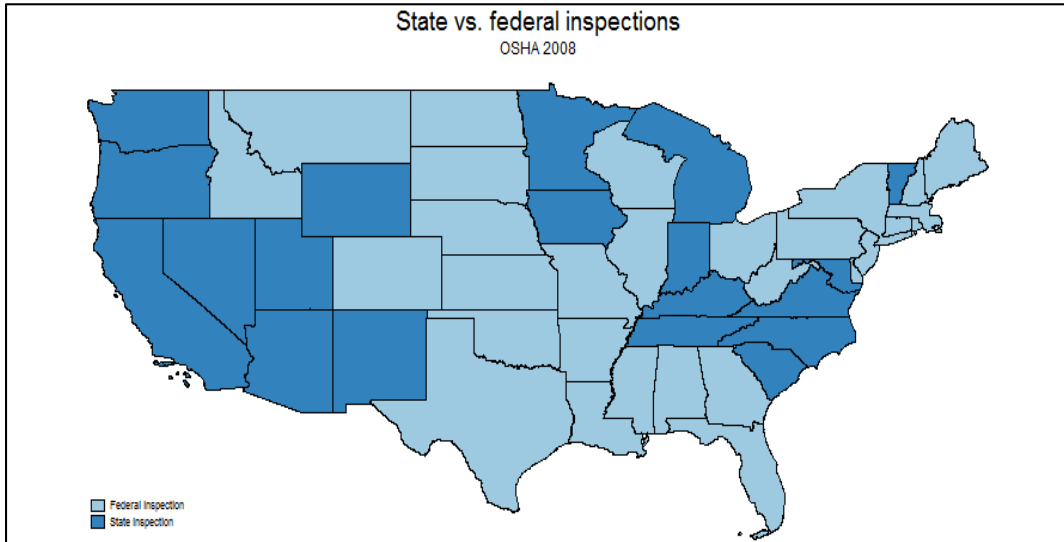 State vs. federal inspections
OSHA 2008
Federal Inspection
State Inspection